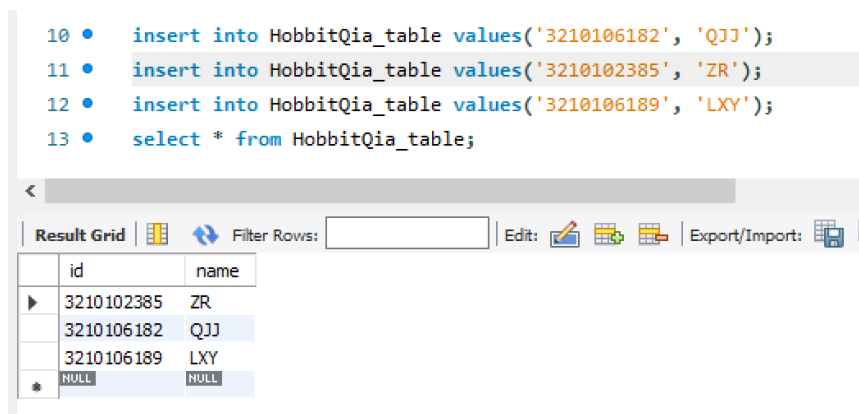 10 insert into HobbitQia_table values('3210106182', 'QJJ');
11 insert into HobbitQia_table values('3210102385', 'ZR');
12 insert into HobbitQia_table values('3210106189', 'LXY');
13 select * from HobbitQia_table;
Result Grid Filter Rows: Edit: Export/Import:
id name
3210102385 ZR
3210106182 QJJ
3210106189 LXY
NULL NULL